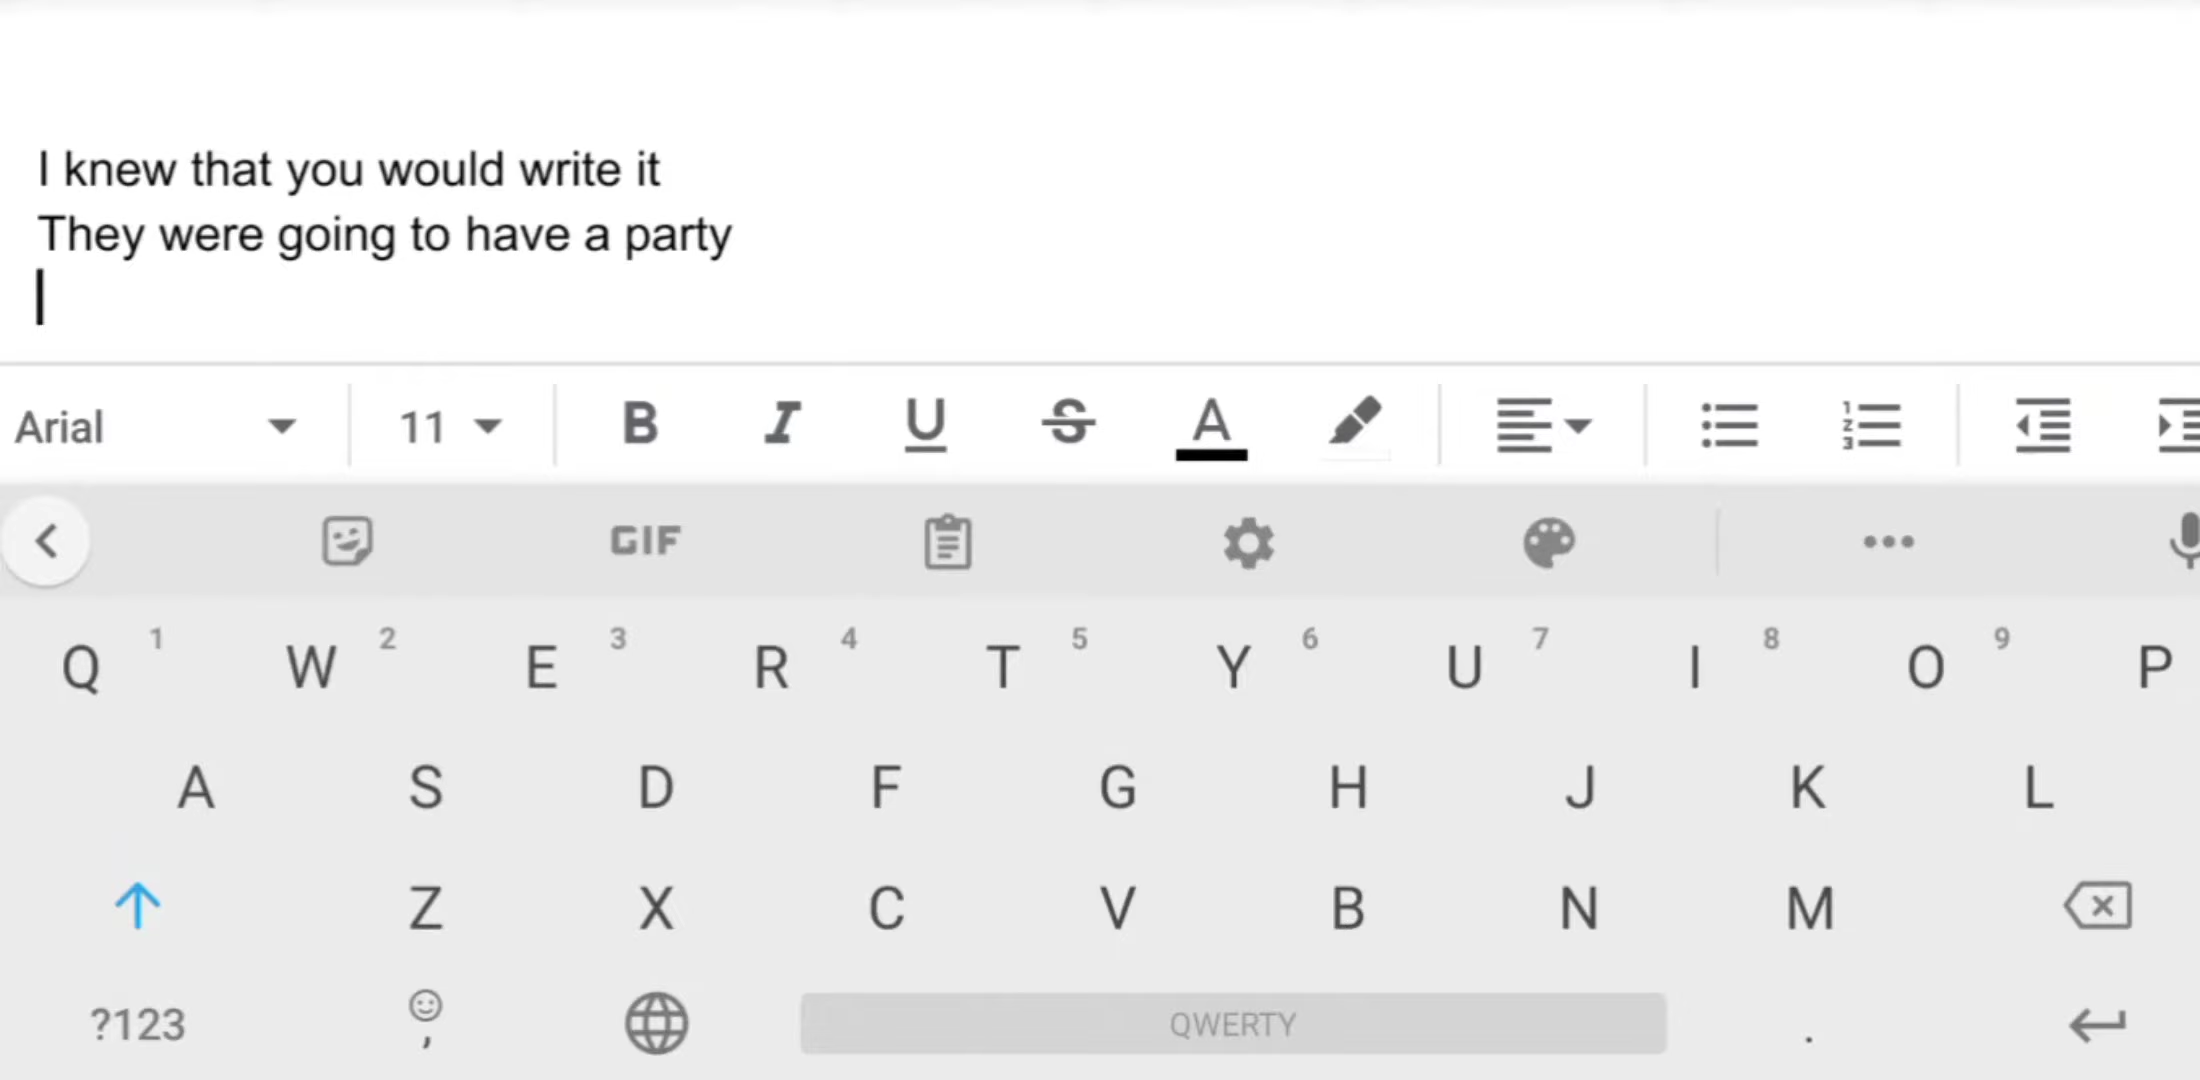 I knew that you would write it
They were going to have a party
Arial 11 B I U S A
GIF
Q 1 W 2 E 3 R 4 T 5 Y 6 U 7 I 8 O 9 P
A S D F G H J K L
Z X C V B N M
?123 , QWERTY .